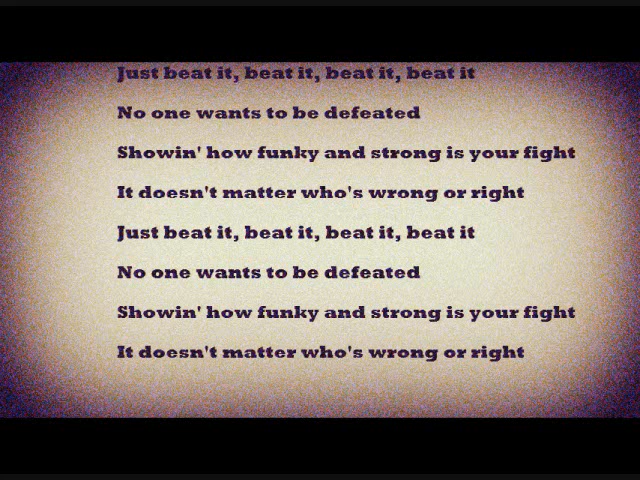 Just beat it, beat it, beat it, beat it
No one wants to be defeated
Showin' how funky and strong is your fight
It doesn't matter who's wrong or right
Just beat it, beat it, beat it, beat it
No one wants to be defeated
Showin' how funky and strong is your fight
It doesn't matter who's wrong or right